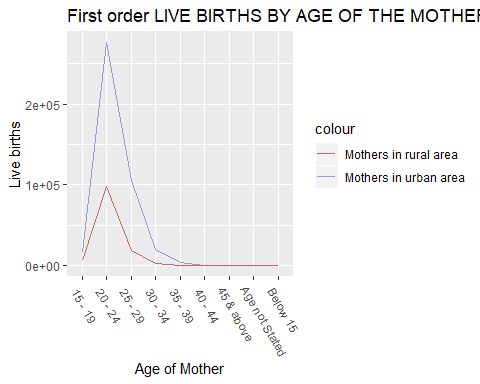 First order LIVE BIRTHS BY AGE OF THE MOTHER
Live births
2e+05
1e+05
0e+00
15 - 19
20 - 24
25 - 29
30 - 34
35 - 39
40 - 44
45 & above
Age not Stated
Below 15
Age of Mother
colour
Mothers in rural area
Mothers in urban area